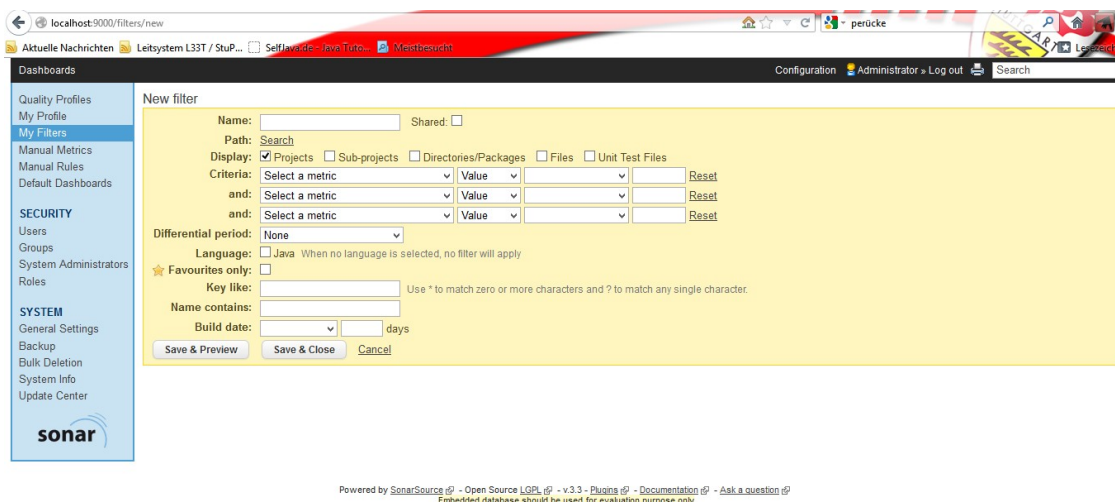 localhost:9000/filters/new
perücke
Aktuelle Nachrichten Leitsystem L33T / StuP... SelfJava.de - Java Tuto... Meistbesucht
Dashboards
Configuration Administrator » Log out Search
Quality Profiles
My Profile
My Filters
Manual Metrics
Manual Rules
Default Dashboards
SECURITY
Users
Groups
System Administrators
Roles
SYSTEM
General Settings
Backup
Bulk Deletion
System Info
Update Center
sonar
New filter
Name: Shared:
Path: Search
Display: Projects Sub-projects Directories/Packages Files Unit Test Files
Criteria: Select a metric Value Reset
and: Select a metric Value Reset
and: Select a metric Value Reset
Differential period: None
Language: Java When no language is selected, no filter will apply
Favourites only:
Key like: Use * to match zero or more characters and ? to match any single character.
Name contains:
Build date: days
Save & Preview Save & Close Cancel
Powered by SonarSource - Open Source LGPL - v.3.3 - Plugins - Documentation - Ask a question
Embedded database should be used for evaluation purpose only